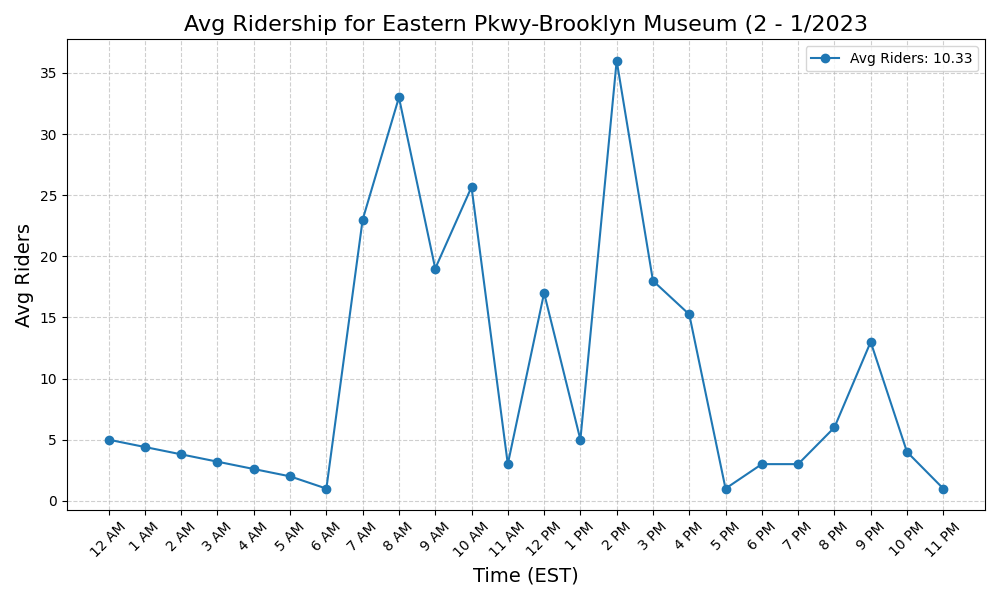 Avg Ridership for Eastern Pkwy-Brooklyn Museum (2 - 1/2023
Avg Riders: 10.33
Avg Riders
35
30
25
20
15
10
5
0
12 AM
1 AM
2 AM
3 AM
4 AM
5 AM
6 AM
7 AM
8 AM
9 AM
10 AM
11 AM
12 PM
1 PM
2 PM
3 PM
4 PM
5 PM
6 PM
7 PM
8 PM
9 PM
10 PM
11 PM
Time (EST)